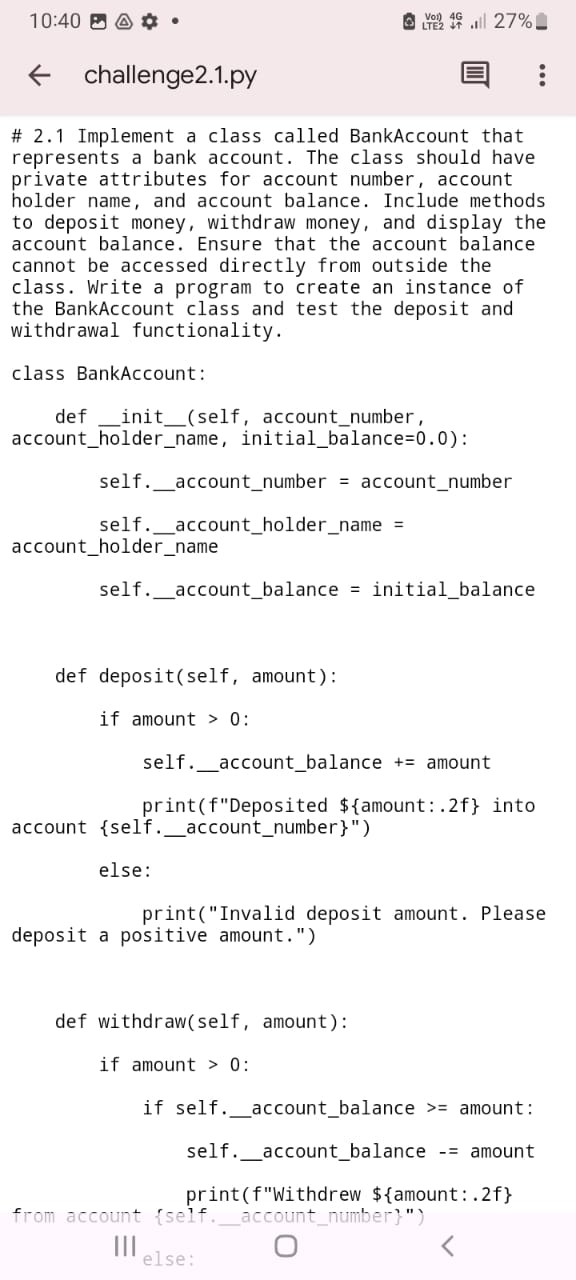 10:40
Vo)) 4G
LTE2 27%
challenge2.1.py
# 2.1 Implement a class called BankAccount that
represents a bank account. The class should have
private attributes for account number, account
holder name, and account balance. Include methods
to deposit money, withdraw money, and display the
account balance. Ensure that the account balance
cannot be accessed directly from outside the
class. Write a program to create an instance of
the BankAccount class and test the deposit and
withdrawal functionality.
class BankAccount:
def __init__(self, account_number,
account_holder_name, initial_balance=0.0):
self.__account_number = account_number
self.__account_holder_name =
account_holder_name
self.__account_balance = initial_balance
def deposit(self, amount):
if amount > 0:
self.__account_balance += amount
print(f"Deposited ${amount:.2f} into
account {self.__account_number}")
else:
print("Invalid deposit amount. Please
deposit a positive amount.")
def withdraw(self, amount):
if amount > 0:
if self.__account_balance >= amount:
self.__account_balance -= amount
print(f"Withdrew ${amount:.2f}
from account {self.__account_number}")
else: